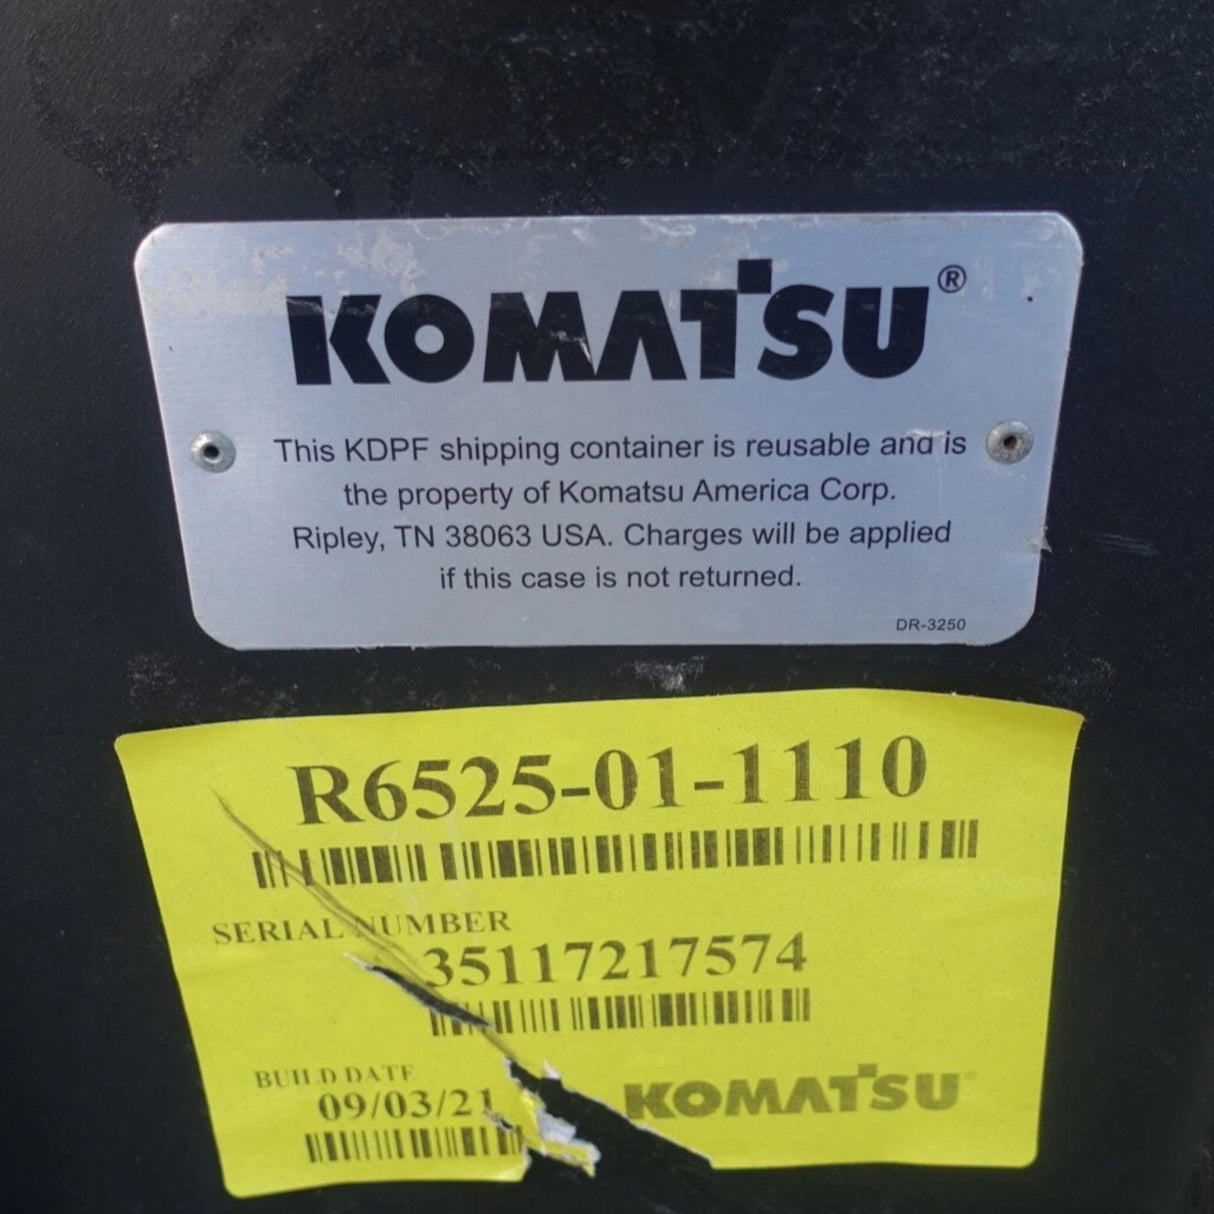 KOMATSU®
This KDPF shipping container is reusable and is
the property of Komatsu America Corp.
Ripley, TN 38063 USA. Charges will be applied
if this case is not returned.
DR-3250
R6525-01-1110
SERIAL NUMBER
35117217574
BUILD DATE
09/03/21
KOMATSU